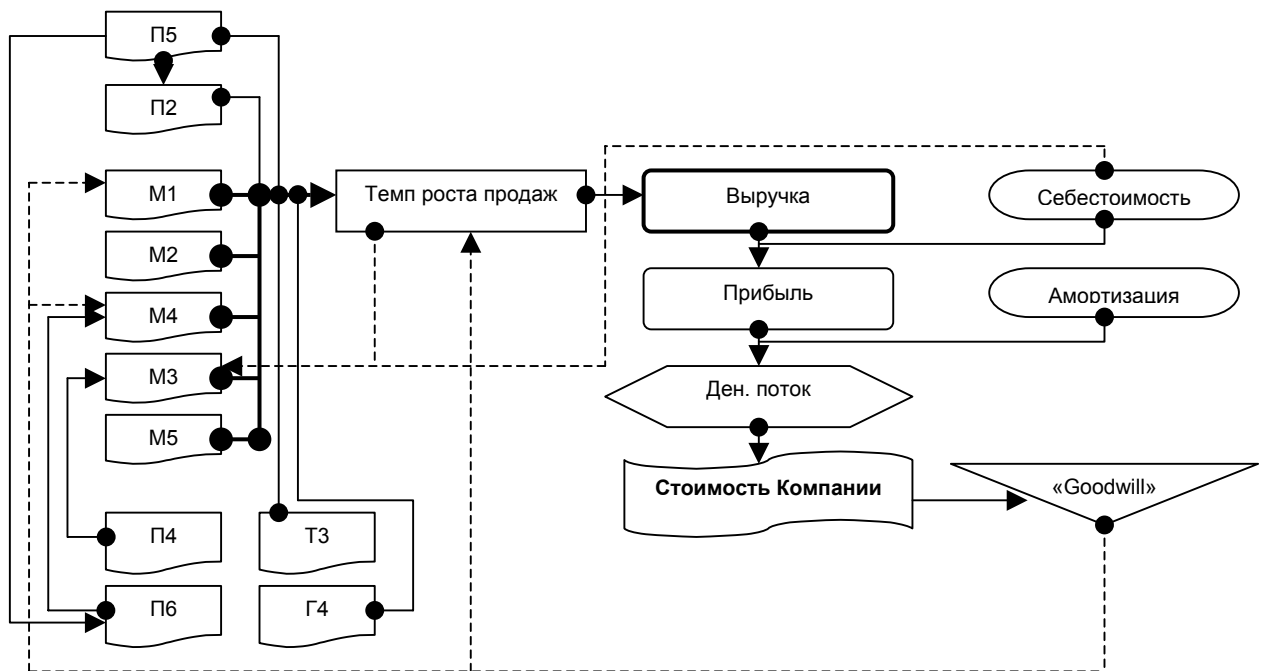 П5
П2
М1
Темп роста продаж
Выручка
Себестоимость
М2
М4
Прибыль
Амортизация
М3
Ден. поток
М5
Стоимость Компании
«Goodwill»
П4
Т3
П6
Г4